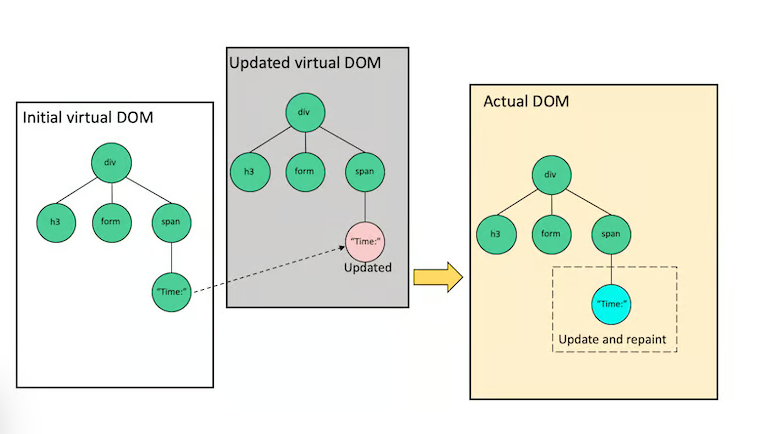 Initial virtual DOM
div
h3
form
span
"Time:"
Updated virtual DOM
div
h3
form
span
"Time:"
Updated
Actual DOM
div
h3
form
span
"Time:"
Update and repaint